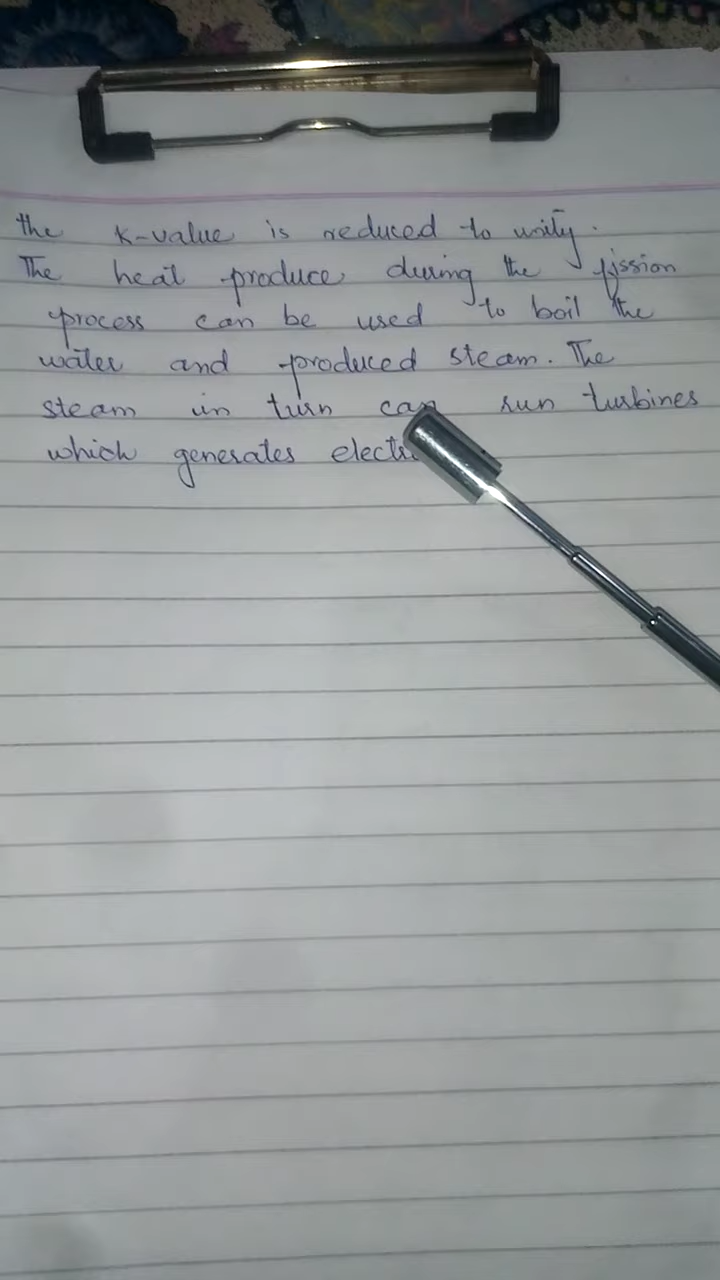 the K-value is reduced to unity.
The heat produce during the fission
process can be used to boil the
water and produced steam. The
steam in turn can run turbines
which generates